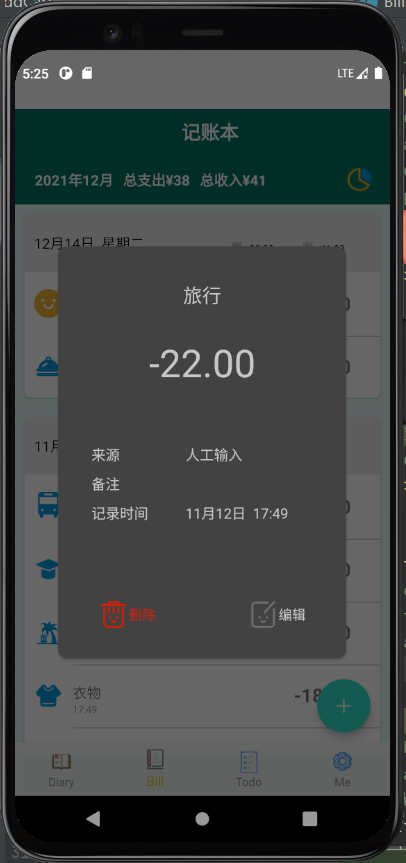 Bill
5:25
LTE
记账本
2021年12月 总支出¥38 总收入¥41
12月14日 星期二
旅行
-22.00
11月
来源 人工输入
备注
记录时间 11月12日 17:49
删除 编辑
衣物
-18
17:49
Diary Bill Todo Me